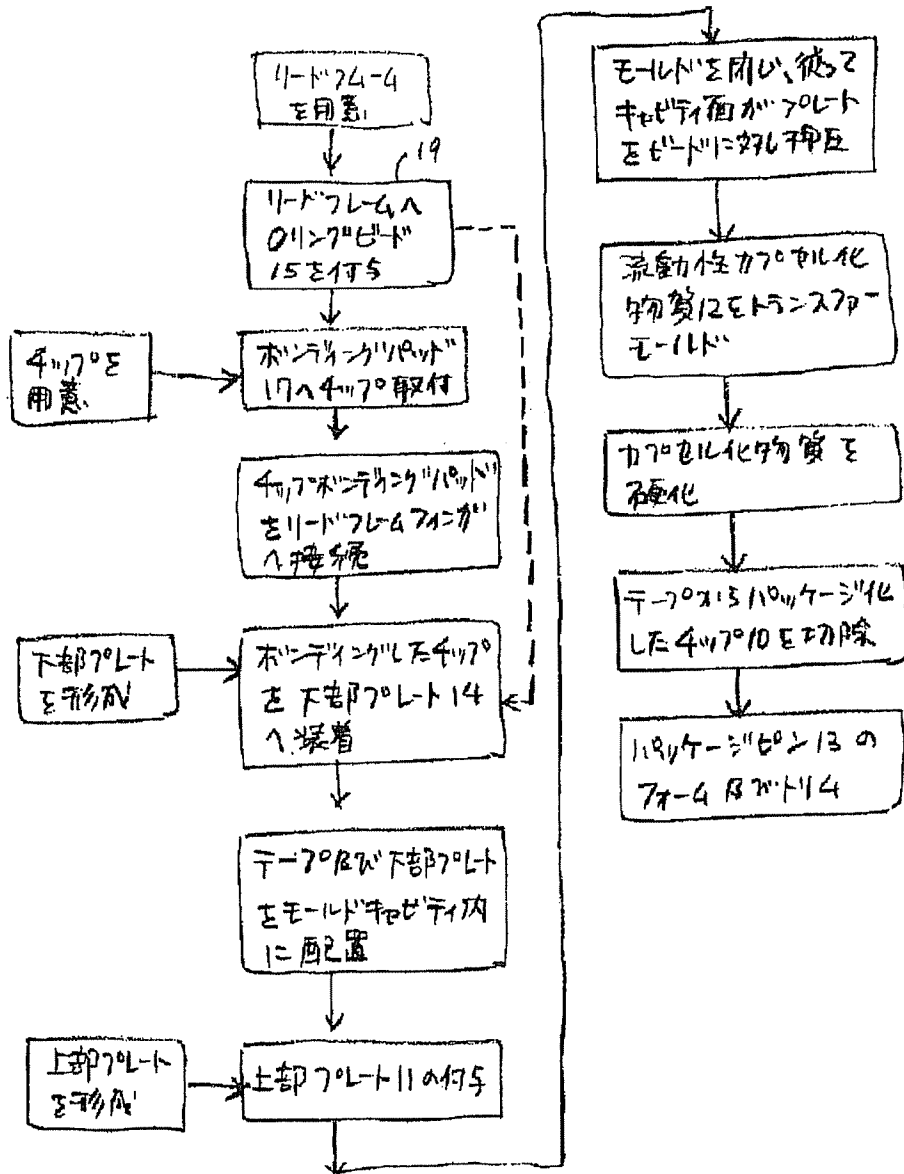 リードフレーム
を用意
19
リードフレームへ
Oリングビード
15を付与
チップを
用意
ボンディングパッド
17へチップ取付
チップボンディングパッド
をリードフレームフィンガ
へ接続
下部プレート
を形成
ボンディングしたチップ
を下部プレート14
へ装着
テープ及び下部プレート
をモールドキャビティ内
に配置
上部プレート
を形成
上部プレート11の付与
モールドを閉じ、従って
キャビティ面がプレート
をビードに対し押圧
流動性カプセル化
物質12をトランスファー
モールド
カプセル化物質を
硬化
テープからパッケージ化
したチップ10を切除
パッケージピン13の
フォーム及びトリム